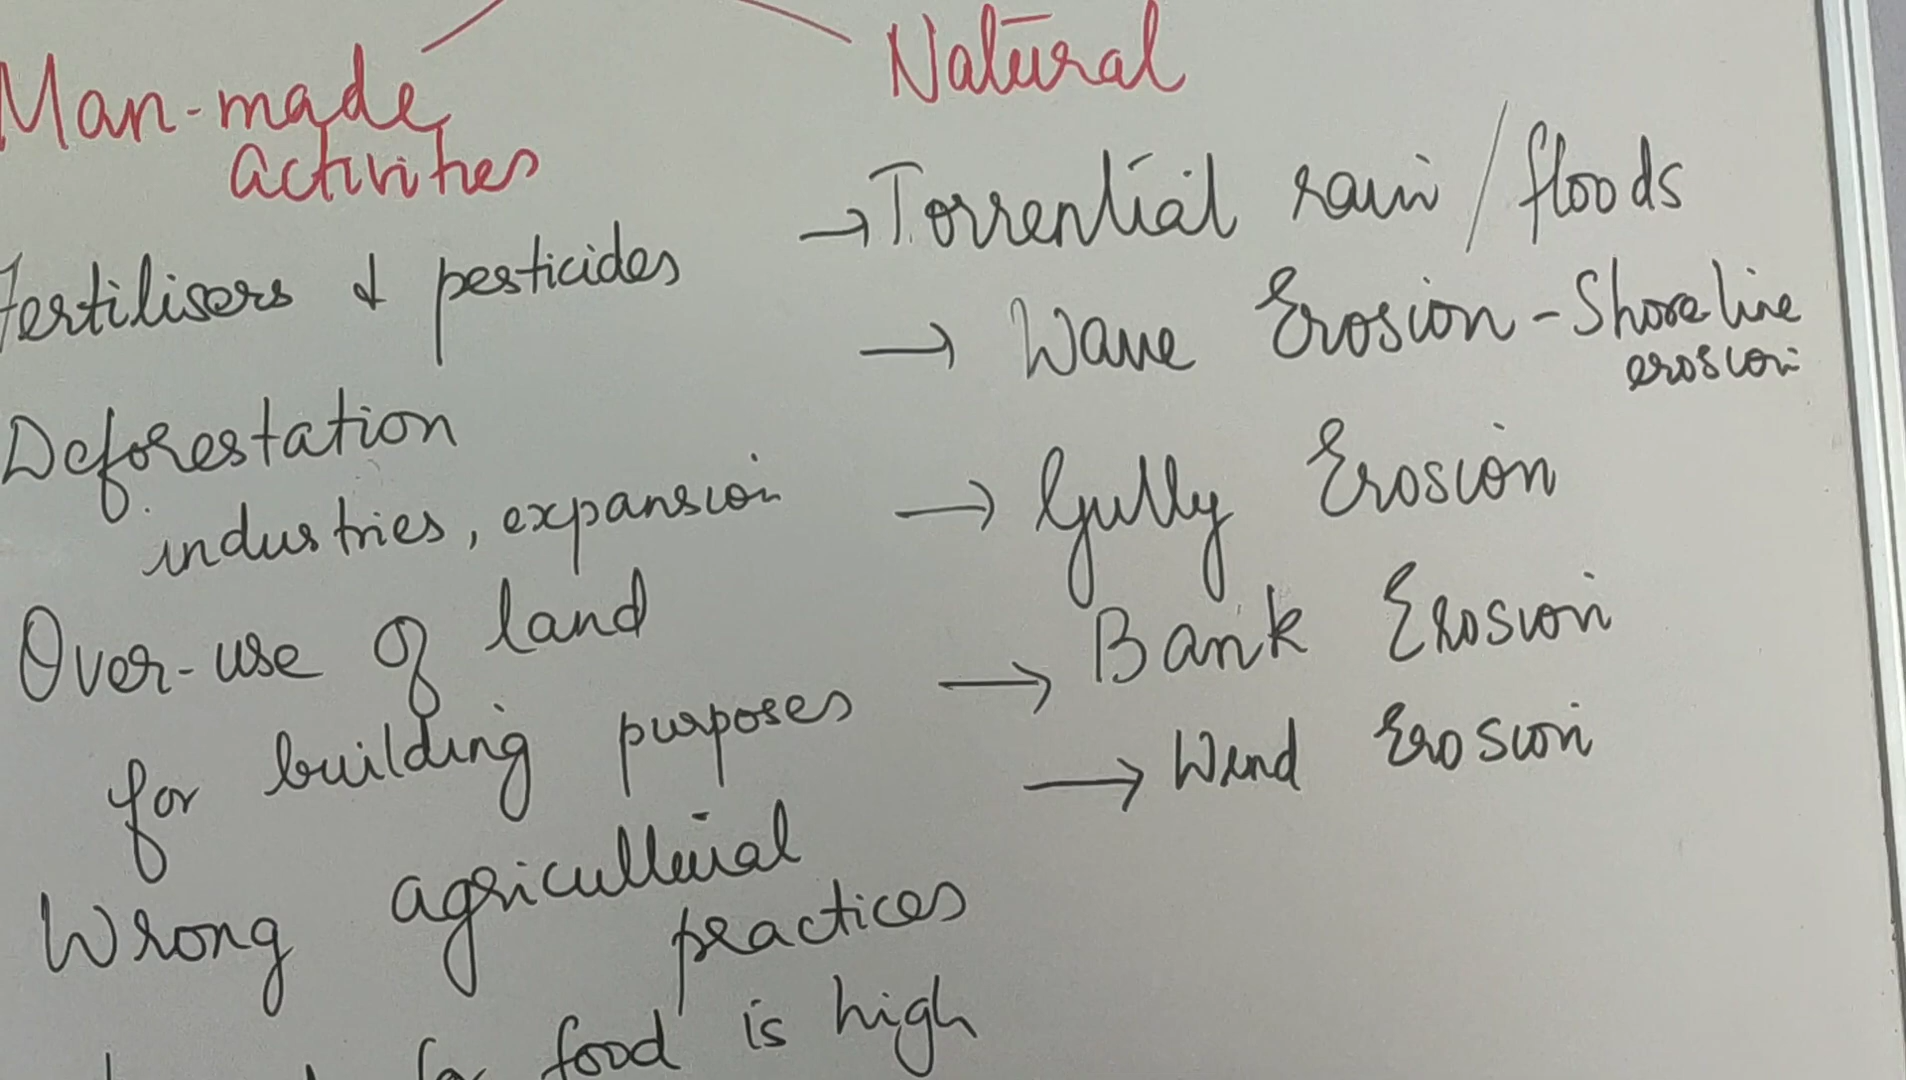 Man-made
activities
Fertilisers & pesticides
Deforestation
industries, expansion
Over-use of land
for building purposes
Wrong agricultural
practices
for food is high
Natural
→ Torrential rain / floods
→ Wave Erosion - Shoreline
erosion
→ Gully Erosion
→ Bank Erosion
→ Wind Erosion